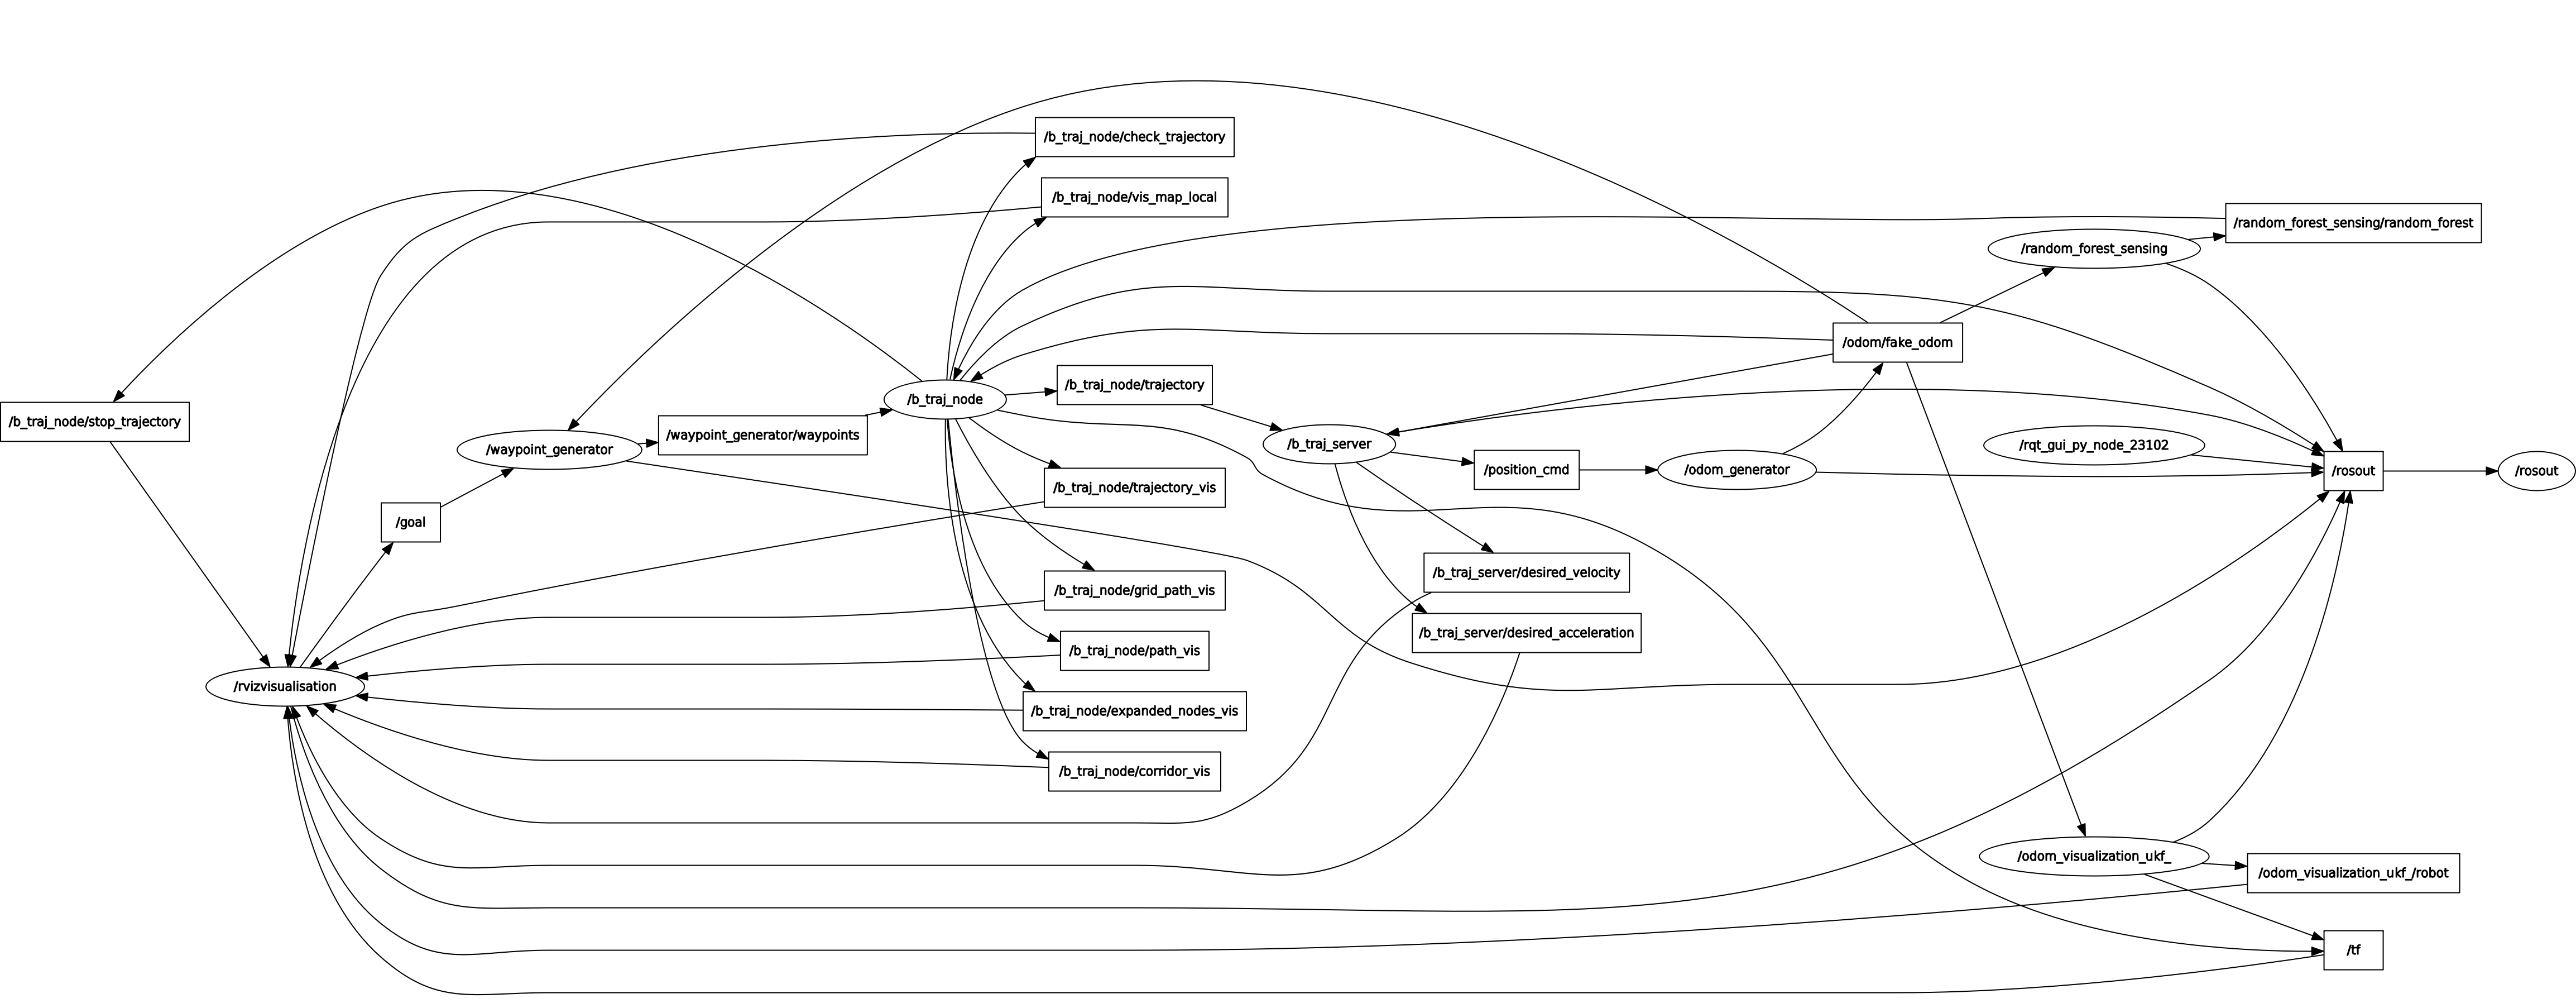 /b_traj_node/check_trajectory
/b_traj_node/vis_map_local
/random_forest_sensing/random_forest
/random_forest_sensing
/odom/fake_odom
/b_traj_node/trajectory
/b_traj_node
/b_traj_node/stop_trajectory
/waypoint_generator/waypoints
/b_traj_server
/rqt_gui_py_node_23102
/waypoint_generator
/position_cmd
/odom_generator
/rosout
/rosout
/b_traj_node/trajectory_vis
/goal
/b_traj_server/desired_velocity
/b_traj_node/grid_path_vis
/b_traj_server/desired_acceleration
/b_traj_node/path_vis
/rvizvisualisation
/b_traj_node/expanded_nodes_vis
/b_traj_node/corridor_vis
/odom_visualization_ukf_
/odom_visualization_ukf_/robot
/tf